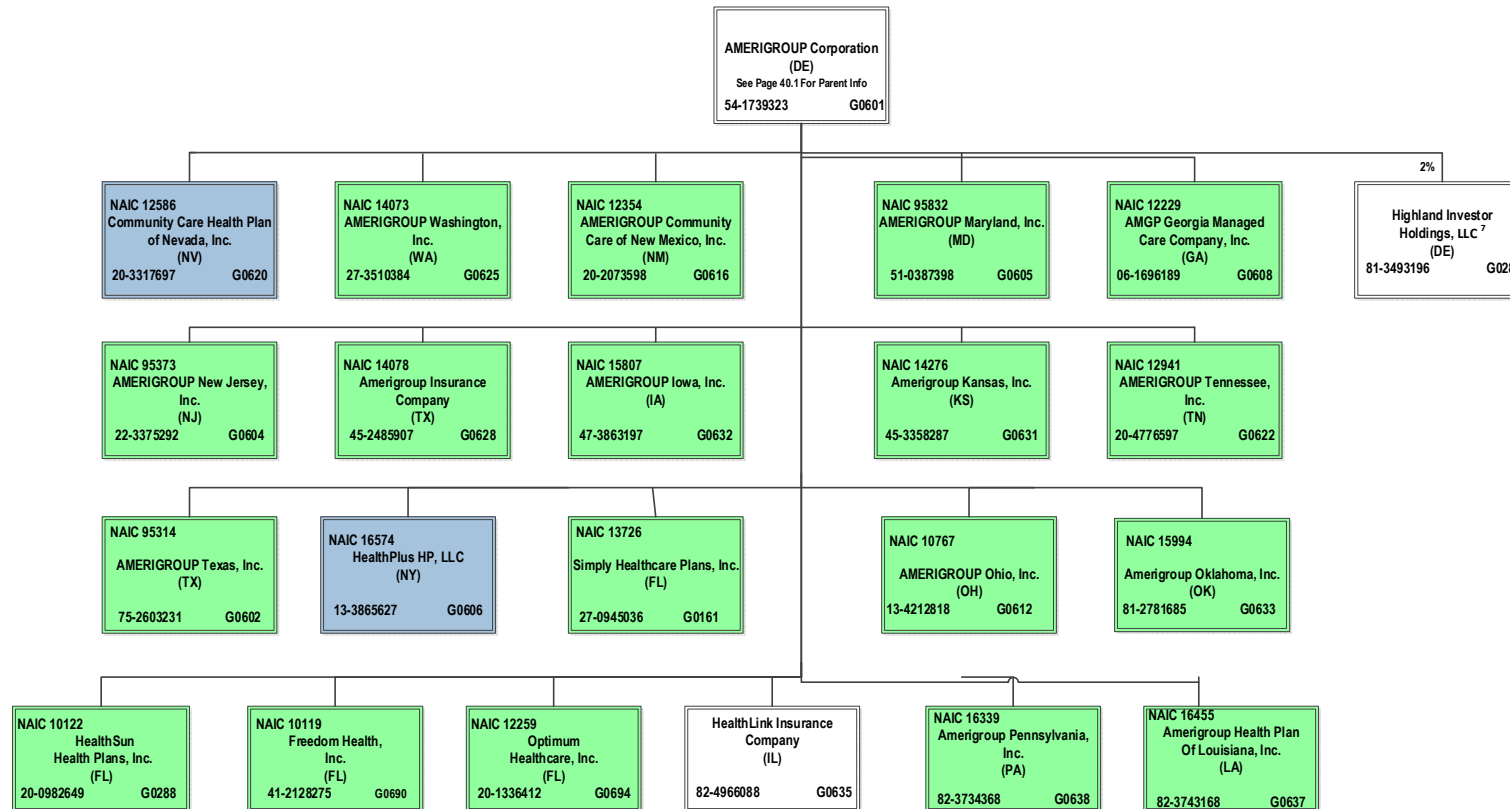 AMERIGROUP Corporation
(DE)
See Page 40.1 For Parent Info
54-1739323 G0601
2%
NAIC 12586
Community Care Health Plan
of Nevada, Inc.
(NV)
20-3317697 G0620
NAIC 14073
AMERIGROUP Washington,
Inc.
(WA)
27-3510384 G0625
NAIC 12354
AMERIGROUP Community
Care of New Mexico, Inc.
(NM)
20-2073598 G0616
NAIC 95832
AMERIGROUP Maryland, Inc.
(MD)
51-0387398 G0605
NAIC 12229
AMGP Georgia Managed
Care Company, Inc.
(GA)
06-1696189 G0608
Highland Investor
Holdings, LLC 7
(DE)
81-3493196 G028
NAIC 95373
AMERIGROUP New Jersey,
Inc.
(NJ)
22-3375292 G0604
NAIC 14078
Amerigroup Insurance
Company
(TX)
45-2485907 G0628
NAIC 15807
AMERIGROUP Iowa, Inc.
(IA)
47-3863197 G0632
NAIC 14276
Amerigroup Kansas, Inc.
(KS)
45-3358287 G0631
NAIC 12941
AMERIGROUP Tennessee,
Inc.
(TN)
20-4776597 G0622
NAIC 95314
AMERIGROUP Texas, Inc.
(TX)
75-2603231 G0602
NAIC 16574
HealthPlus HP, LLC
(NY)
13-3865627 G0606
NAIC 13726
Simply Healthcare Plans, Inc.
(FL)
27-0945036 G0161
NAIC 10767
AMERIGROUP Ohio, Inc.
(OH)
13-4212818 G0612
NAIC 15994
Amerigroup Oklahoma, Inc.
(OK)
81-2781685 G0633
NAIC 10122
HealthSun
Health Plans, Inc.
(FL)
20-0982649 G0288
NAIC 10119
Freedom Health,
Inc.
(FL)
41-2128275 G0690
NAIC 12259
Optimum
Healthcare, Inc.
(FL)
20-1336412 G0694
HealthLink Insurance
Company
(IL)
82-4966088 G0635
NAIC 16339
Amerigroup Pennsylvania,
Inc.
(PA)
82-3734368 G0638
NAIC 16455
Amerigroup Health Plan
Of Louisiana, Inc.
(LA)
82-3743168 G0637